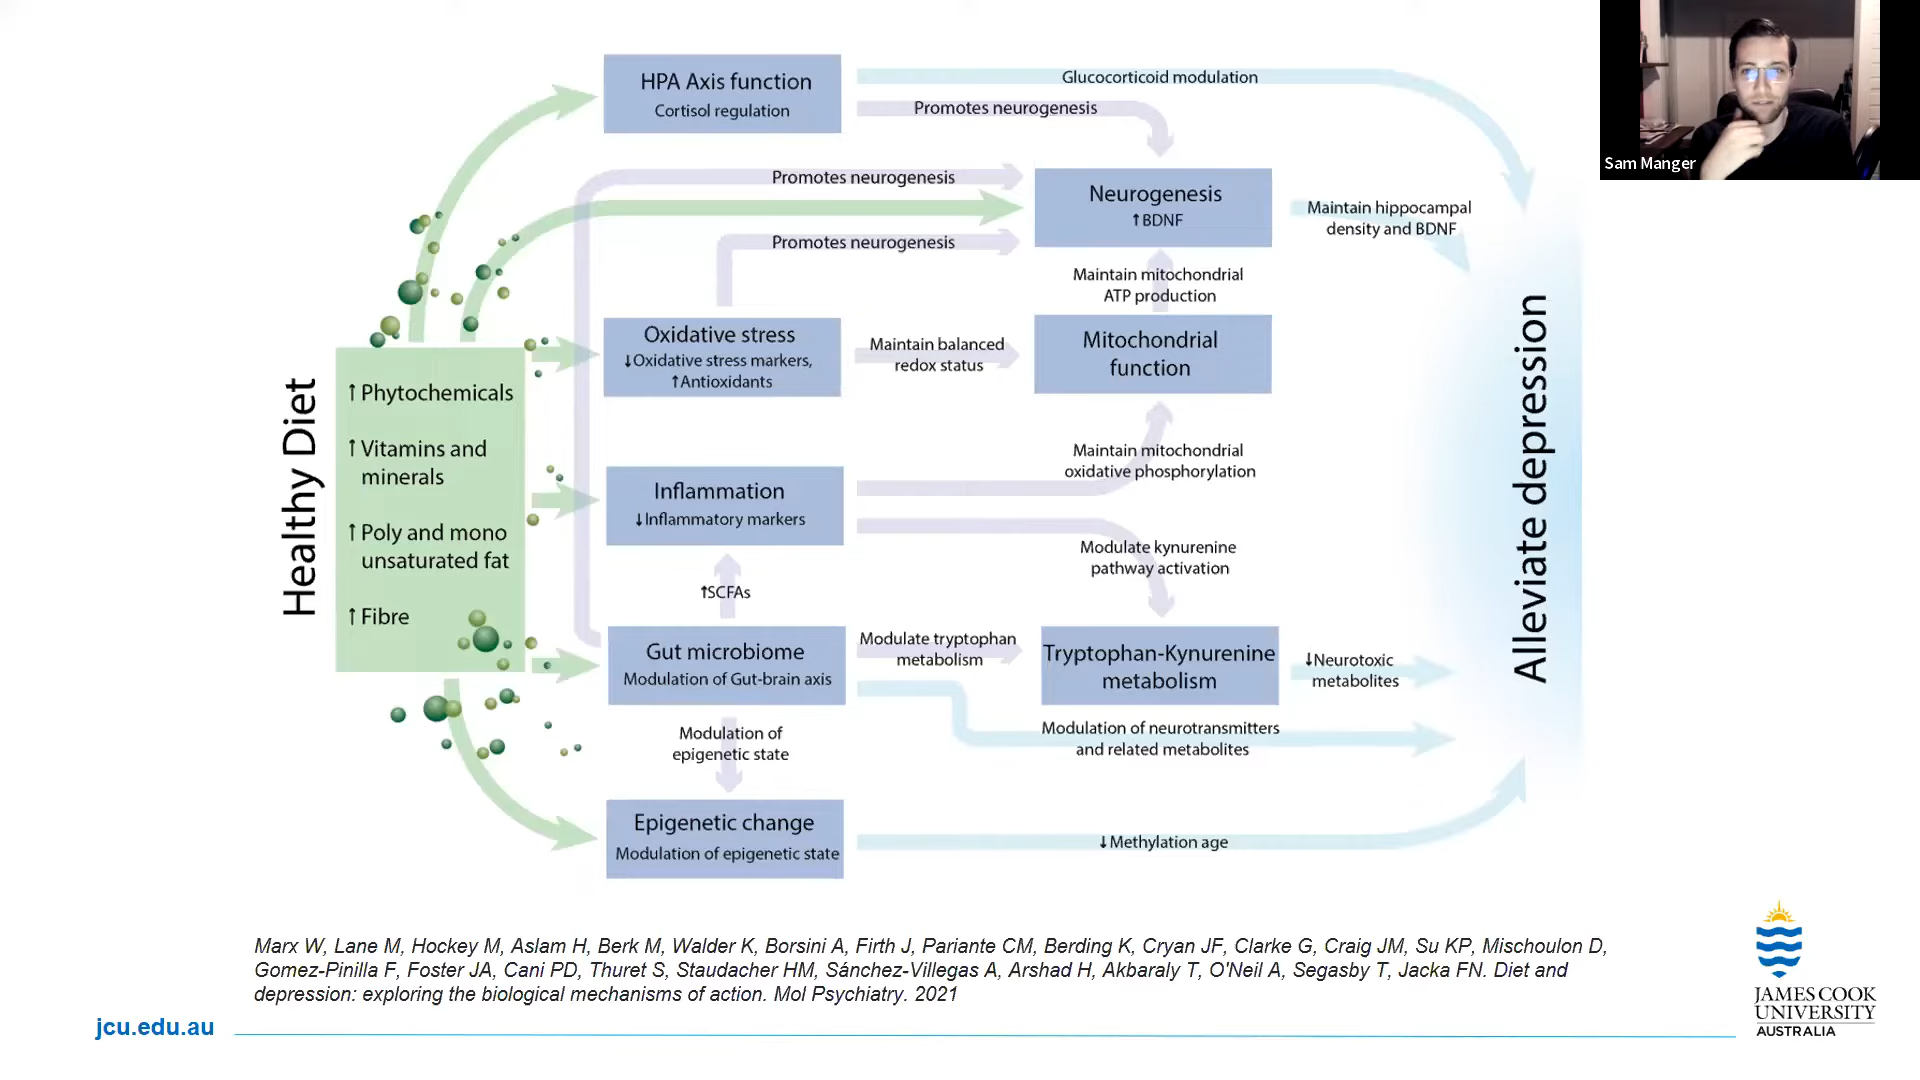 HPA Axis function
Cortisol regulation
Glucocorticoid modulation
Promotes neurogenesis
Sam Manger
Promotes neurogenesis
Neurogenesis
↑BDNF
Maintain hippocampal
density and BDNF
Promotes neurogenesis
Maintain mitochondrial
ATP production
Oxidative stress
↓Oxidative stress markers,
↑Antioxidants
Maintain balanced
redox status
Mitochondrial
function
Healthy Diet
↑ Phytochemicals
↑ Vitamins and
minerals
↑ Poly and mono
unsaturated fat
↑ Fibre
Maintain mitochondrial
oxidative phosphorylation
Inflammation
↓Inflammatory markers
Modulate kynurenine
pathway activation
↑SCFAs
Gut microbiome
Modulation of Gut-brain axis
Modulate tryptophan
metabolism
Tryptophan-Kynurenine
metabolism
↓Neurotoxic
metabolites
Alleviate depression
Modulation of neurotransmitters
and related metabolites
Modulation of
epigenetic state
Epigenetic change
Modulation of epigenetic state
↓Methylation age
Marx W, Lane M, Hockey M, Aslam H, Berk M, Walder K, Borsini A, Firth J, Pariante CM, Berding K, Cryan JF, Clarke G, Craig JM, Su KP, Mischoulon D,
Gomez-Pinilla F, Foster JA, Cani PD, Thuret S, Staudacher HM, Sánchez-Villegas A, Arshad H, Akbaraly T, O'Neil A, Segasby T, Jacka FN. Diet and
depression: exploring the biological mechanisms of action. Mol Psychiatry. 2021
jcu.edu.au
JAMES COOK
UNIVERSITY
AUSTRALIA